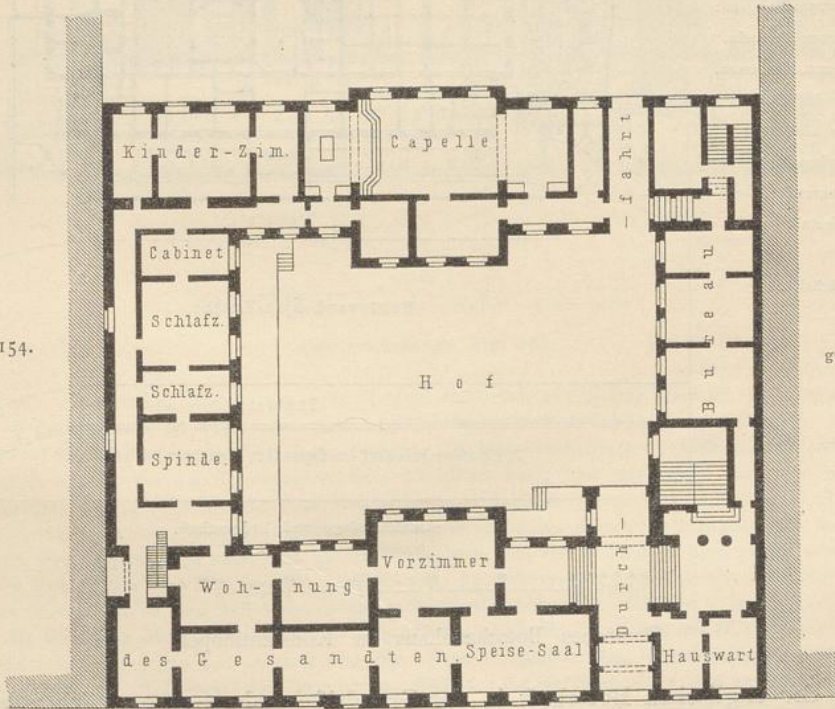 Kinder-Zim.
Capelle
-fahrt
Cabinet
Schlafz.
Bureau
154.
Hof
g
Schlafz.
Spinde.
Durch-
Vorzimmer
Woh-
nung
des Gesandten.
Speise-Saal
Hauswart